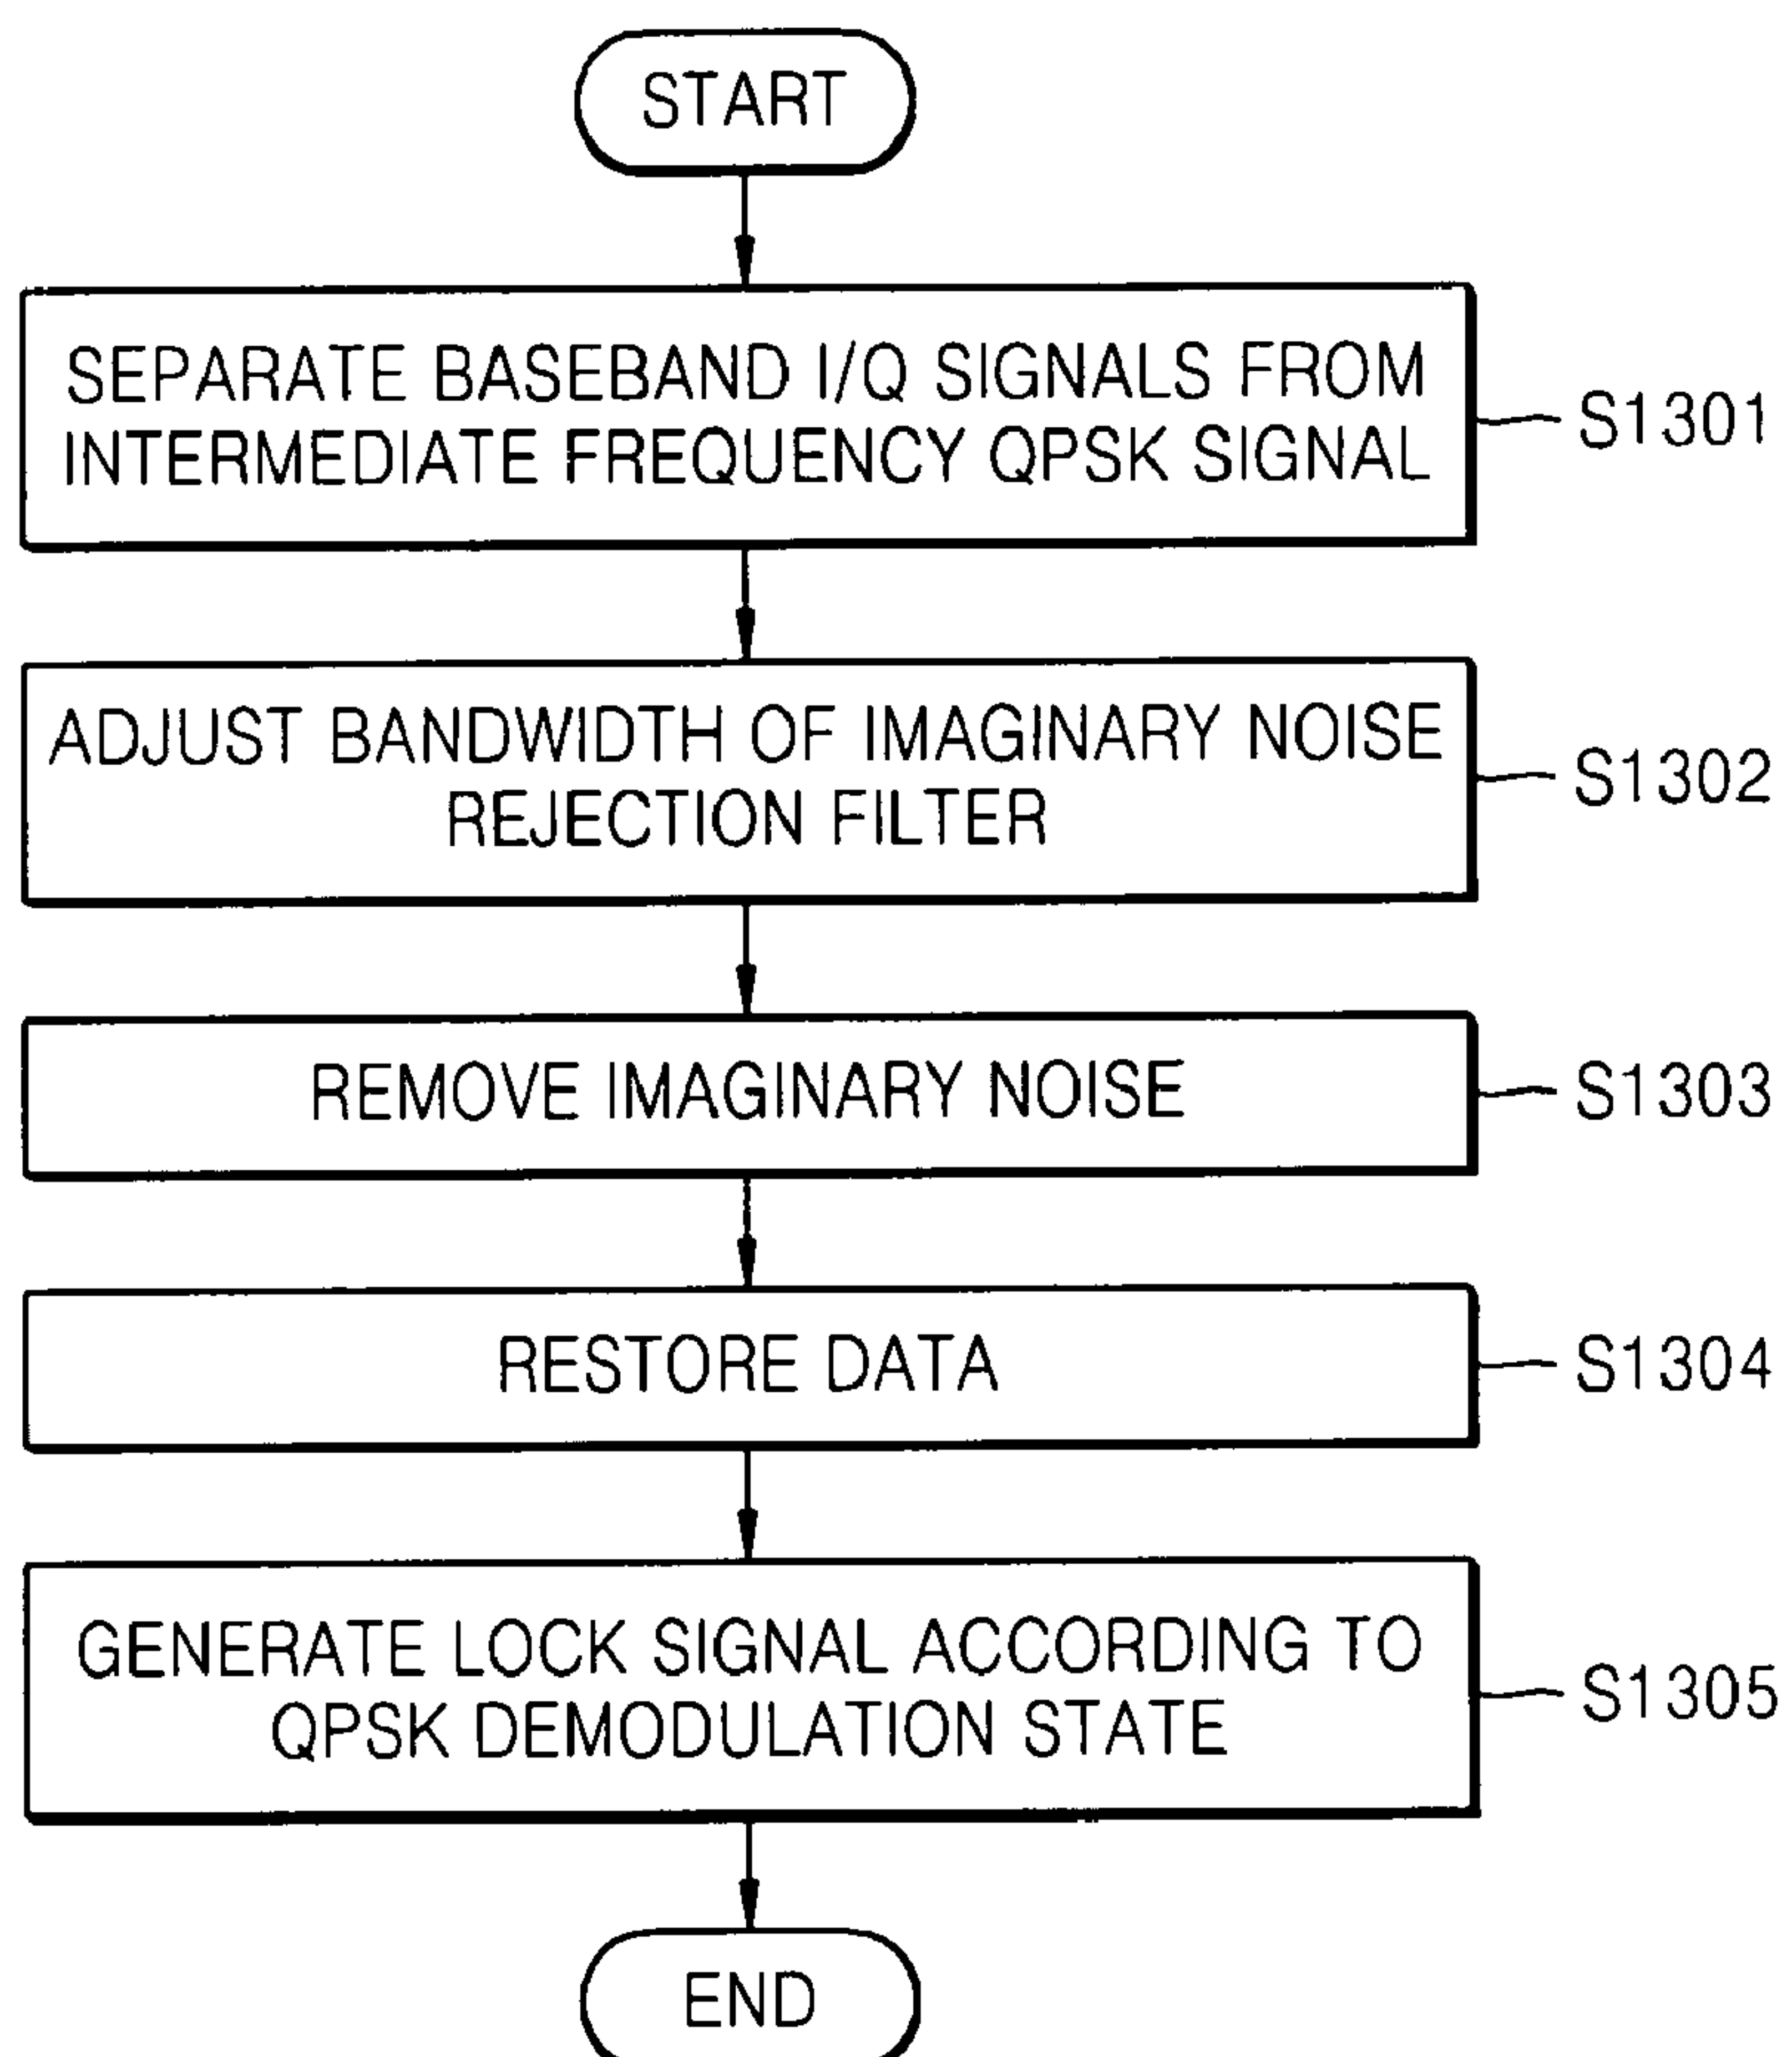 START
SEPARATE BASEBAND I/Q SIGNALS FROM
INTERMEDIATE FREQUENCY QPSK SIGNAL
S1301
ADJUST BANDWIDTH OF IMAGINARY NOISE
REJECTION FILTER
S1302
REMOVE IMAGINARY NOISE
S1303
RESTORE DATA
S1304
GENERATE LOCK SIGNAL ACCORDING TO
QPSK DEMODULATION STATE
S1305
END